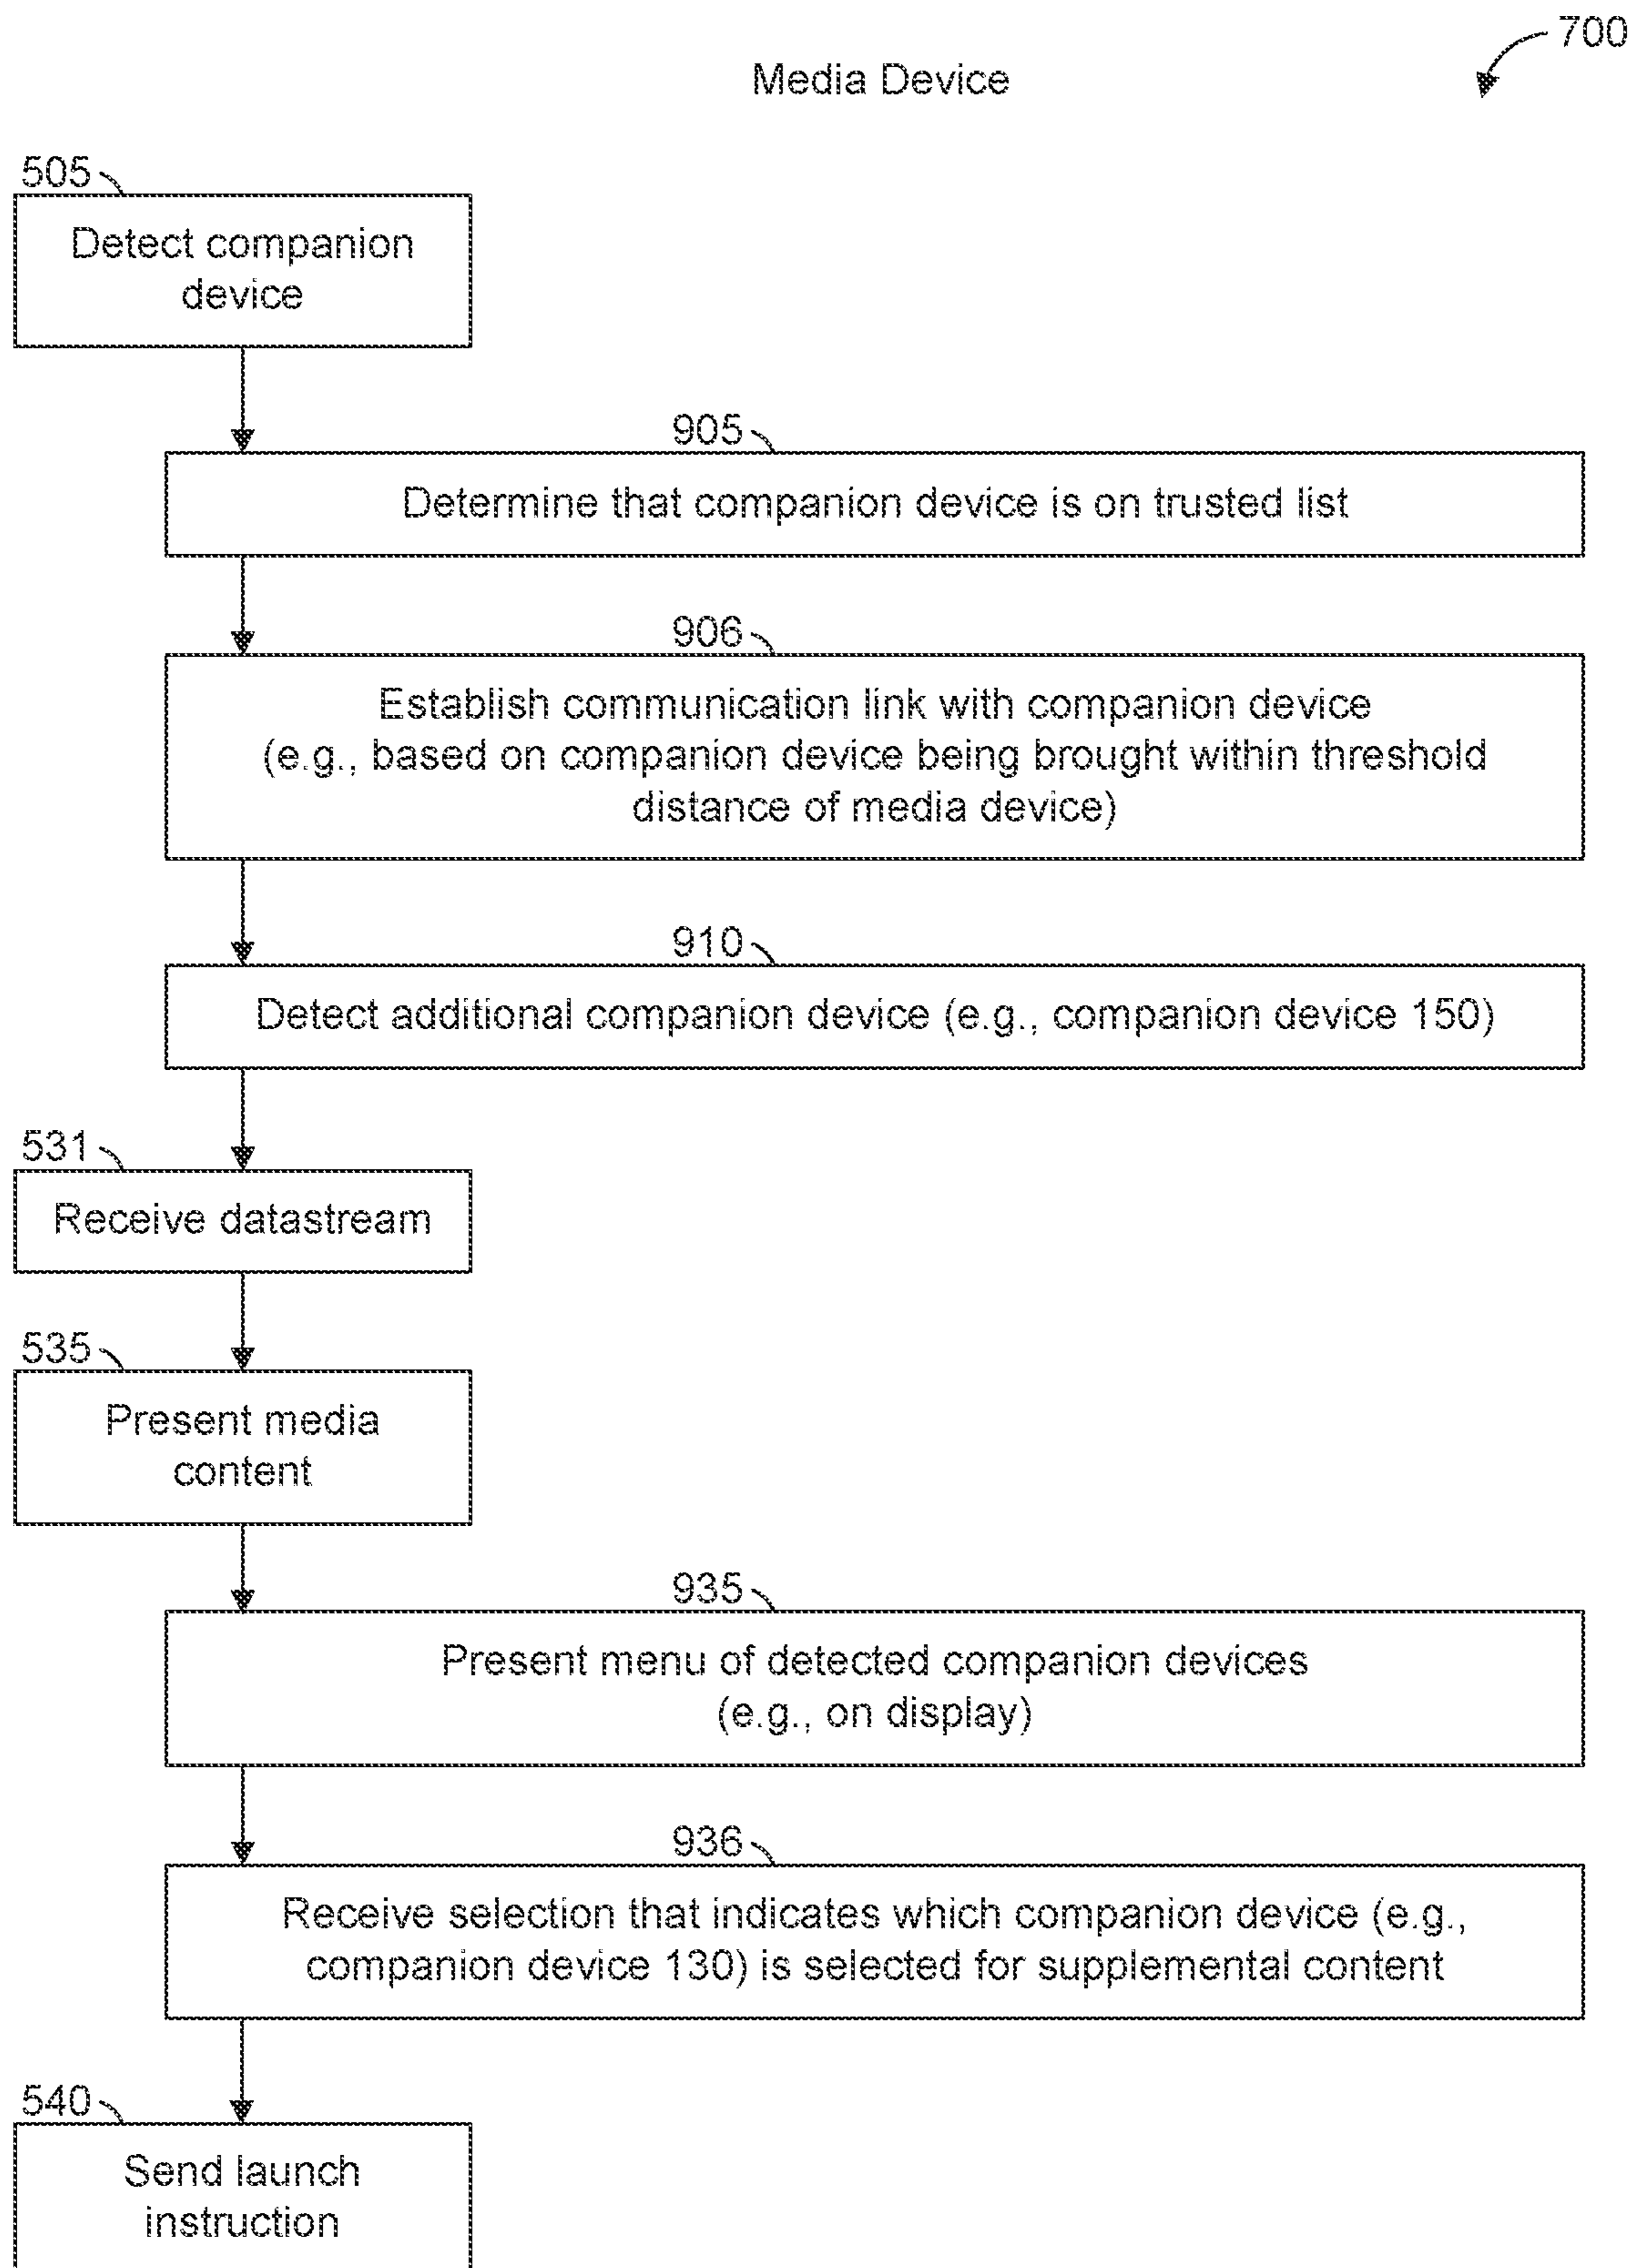 700
Media Device
505
Detect companion
device
905
Determine that companion device is on trusted list
906
Establish communication link with companion device
(e.g., based on companion device being brought within threshold
distance of media device)
910
Detect additional companion device (e.g., companion device 150)
531
Receive datastream
535
Present media
content
935
Present menu of detected companion devices
(e.g., on display)
936
Receive selection that indicates which companion device (e.g.,
companion device 130) is selected for supplemental content
540
Send launch
instruction